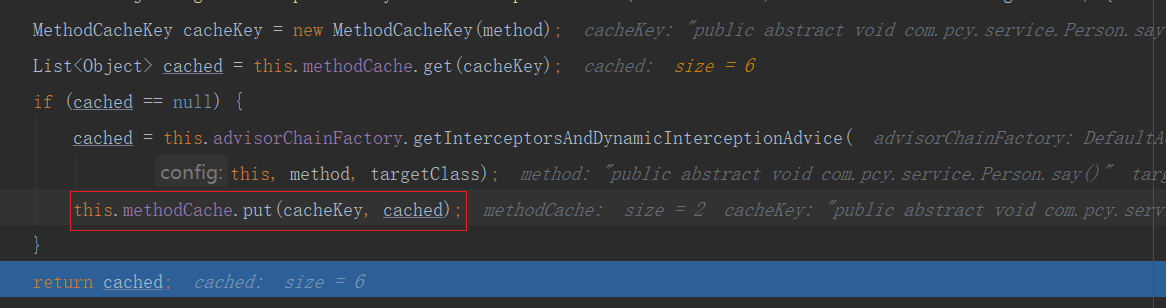 MethodCacheKey cacheKey = new MethodCacheKey(method); cacheKey: "public abstract void com.pcy.service.Person.say
List<Object> cached = this.methodCache.get(cacheKey); cached: size = 6
if (cached == null) {
cached = this.advisorChainFactory.getInterceptorsAndDynamicInterceptionAdvice( advisorChainFactory: DefaultA
config: this, method, targetClass); method: "public abstract void com.pcy.service.Person.say()" targ
this.methodCache.put(cacheKey, cached); methodCache: size = 2 cacheKey: "public abstract void com.pcy.serv
}
return cached; cached: size = 6